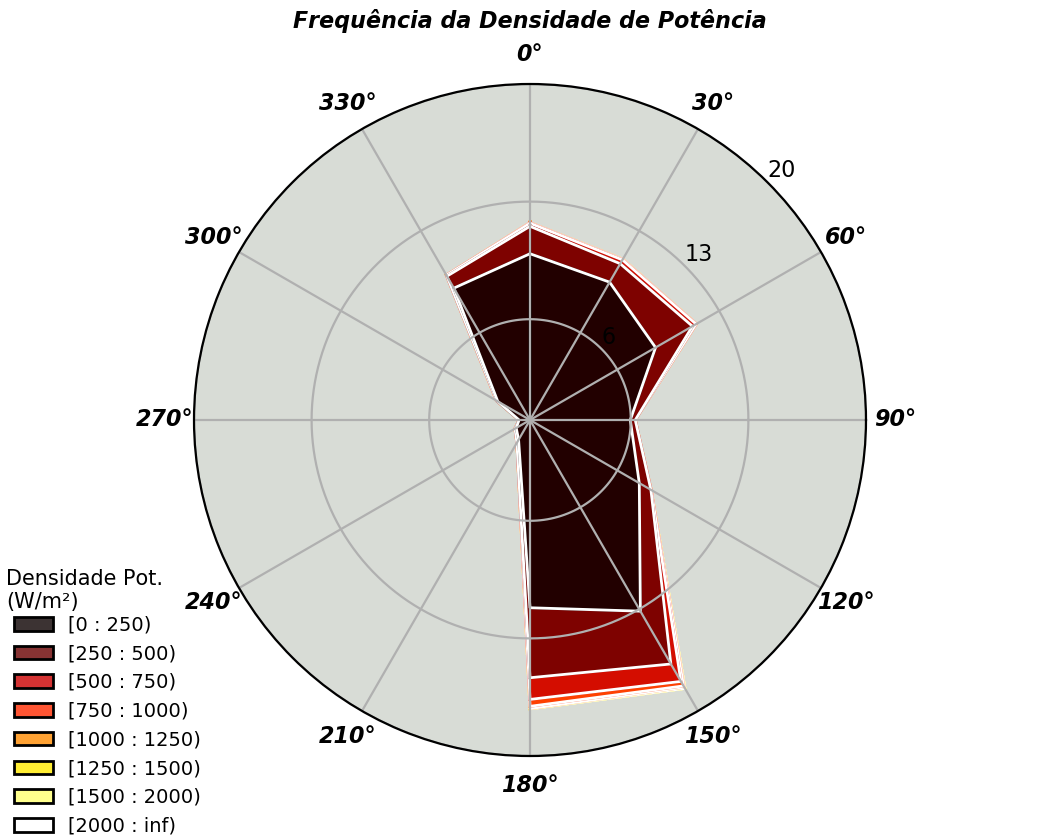 Frequência da Densidade de Potência
0°
330°
30°
20
300°
60°
13
6
270°
90°
240°
120°
210°
150°
180°
Densidade Pot.
(W/m²)
[0 : 250)
[250 : 500)
[500 : 750)
[750 : 1000)
[1000 : 1250)
[1250 : 1500)
[1500 : 2000)
[2000 : inf)